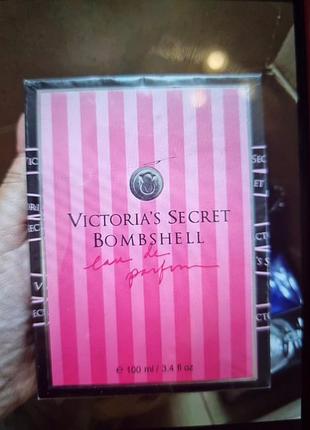 VICTORIA'S SECRET
BOMBSHELL
eau de
parfum
℮ 100 ml / 3.4 fl oz